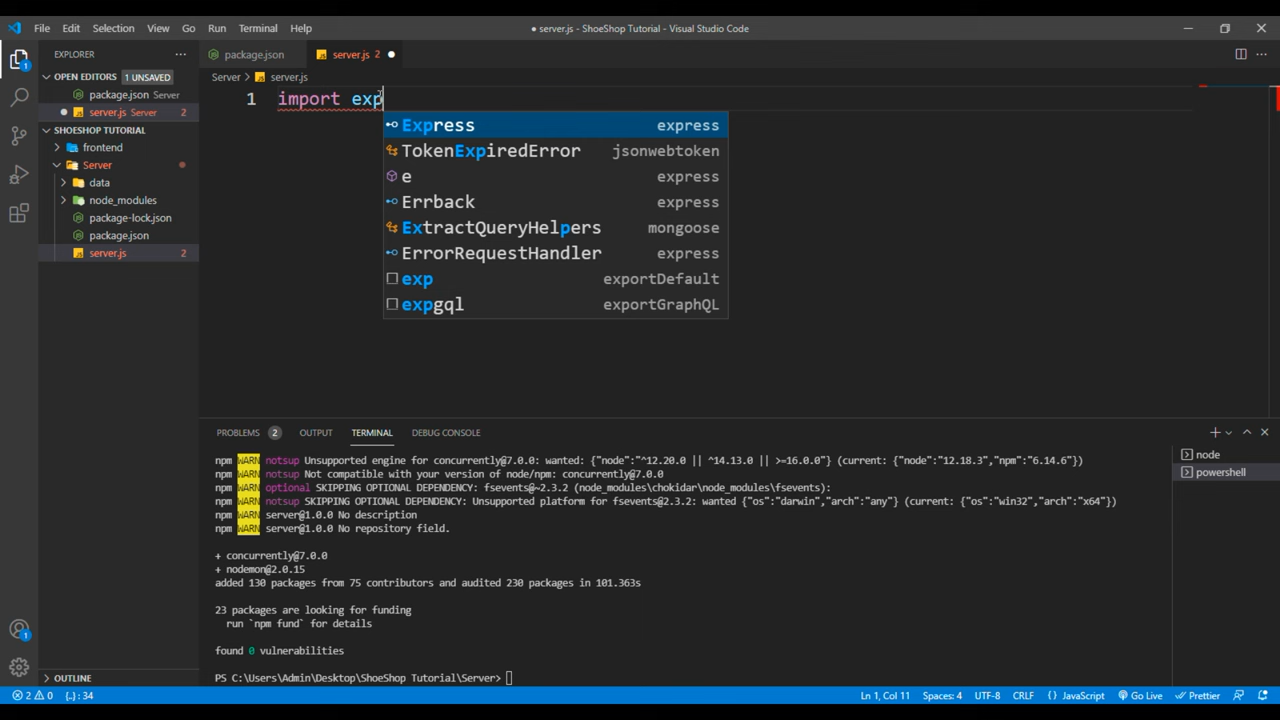 File Edit Selection View Go Run Terminal Help
● server.js - ShoeShop Tutorial - Visual Studio Code
EXPLORER
package.json
server.js 2
OPEN EDITORS 1 UNSAVED
package.json Server
server.js Server 2
SHOESHOP TUTORIAL
frontend
Server
data
node_modules
package-lock.json
package.json
server.js 2
OUTLINE
1
1
Server > server.js
1 import exp
Express express
TokenExpiredError jsonwebtoken
e express
Errback express
ExtractQueryHelpers mongoose
ErrorRequestHandler express
exp exportDefault
expgql exportGraphQL
PROBLEMS 2 OUTPUT TERMINAL DEBUG CONSOLE
npm WARN notsup Unsupported engine for concurrently@7.0.0: wanted: {"node":"^12.20.0 || ^14.13.0 || >=16.0.0"} (current: {"node":"12.18.3","npm":"6.14.6"})
npm WARN notsup Not compatible with your version of node/npm: concurrently@7.0.0
npm WARN optional SKIPPING OPTIONAL DEPENDENCY: fsevents@~2.3.2 (node_modules\chokidar\node_modules\fsevents):
npm WARN notsup SKIPPING OPTIONAL DEPENDENCY: Unsupported platform for fsevents@2.3.2: wanted {"os":"darwin","arch":"any"} (current: {"os":"win32","arch":"x64"})
npm WARN server@1.0.0 No description
npm WARN server@1.0.0 No repository field.
+ concurrently@7.0.0
+ nodemon@2.0.15
added 130 packages from 75 contributors and audited 230 packages in 101.363s
23 packages are looking for funding
run `npm fund` for details
found 0 vulnerabilities
PS C:\Users\Admin\Desktop\ShoeShop Tutorial\Server>
node
powershell
2 0 {..}: 34
Ln 1, Col 11 Spaces: 4 UTF-8 CRLF {} JavaScript Go Live Prettier